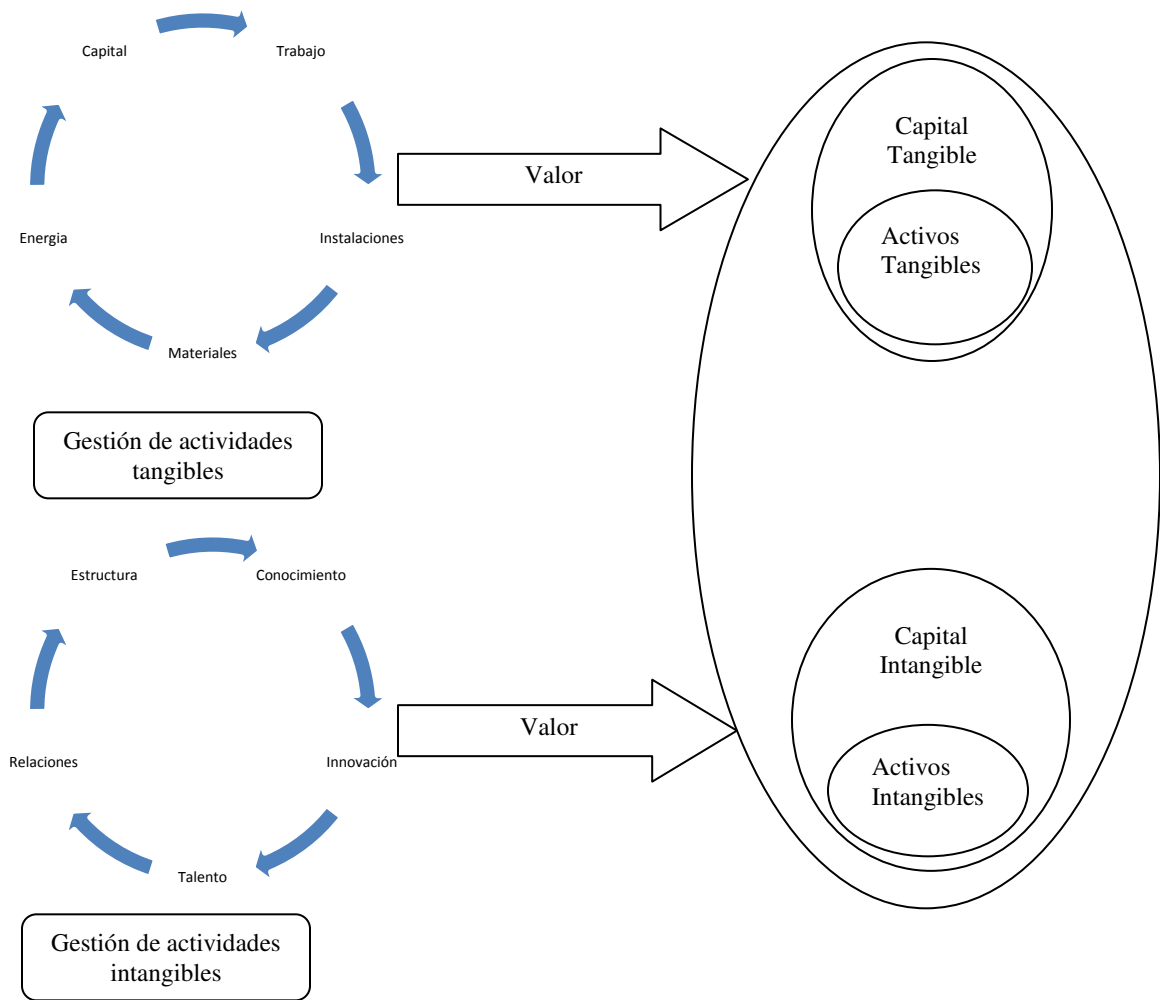 Capital
Trabajo
Energia
Instalaciones
Materiales
Valor
Capital
Tangible
Activos
Tangibles
Gestión de actividades
tangibles
Estructura
Conocimiento
Relaciones
Innovación
Talento
Valor
Capital
Intangible
Activos
Intangibles
Gestión de actividades
intangibles